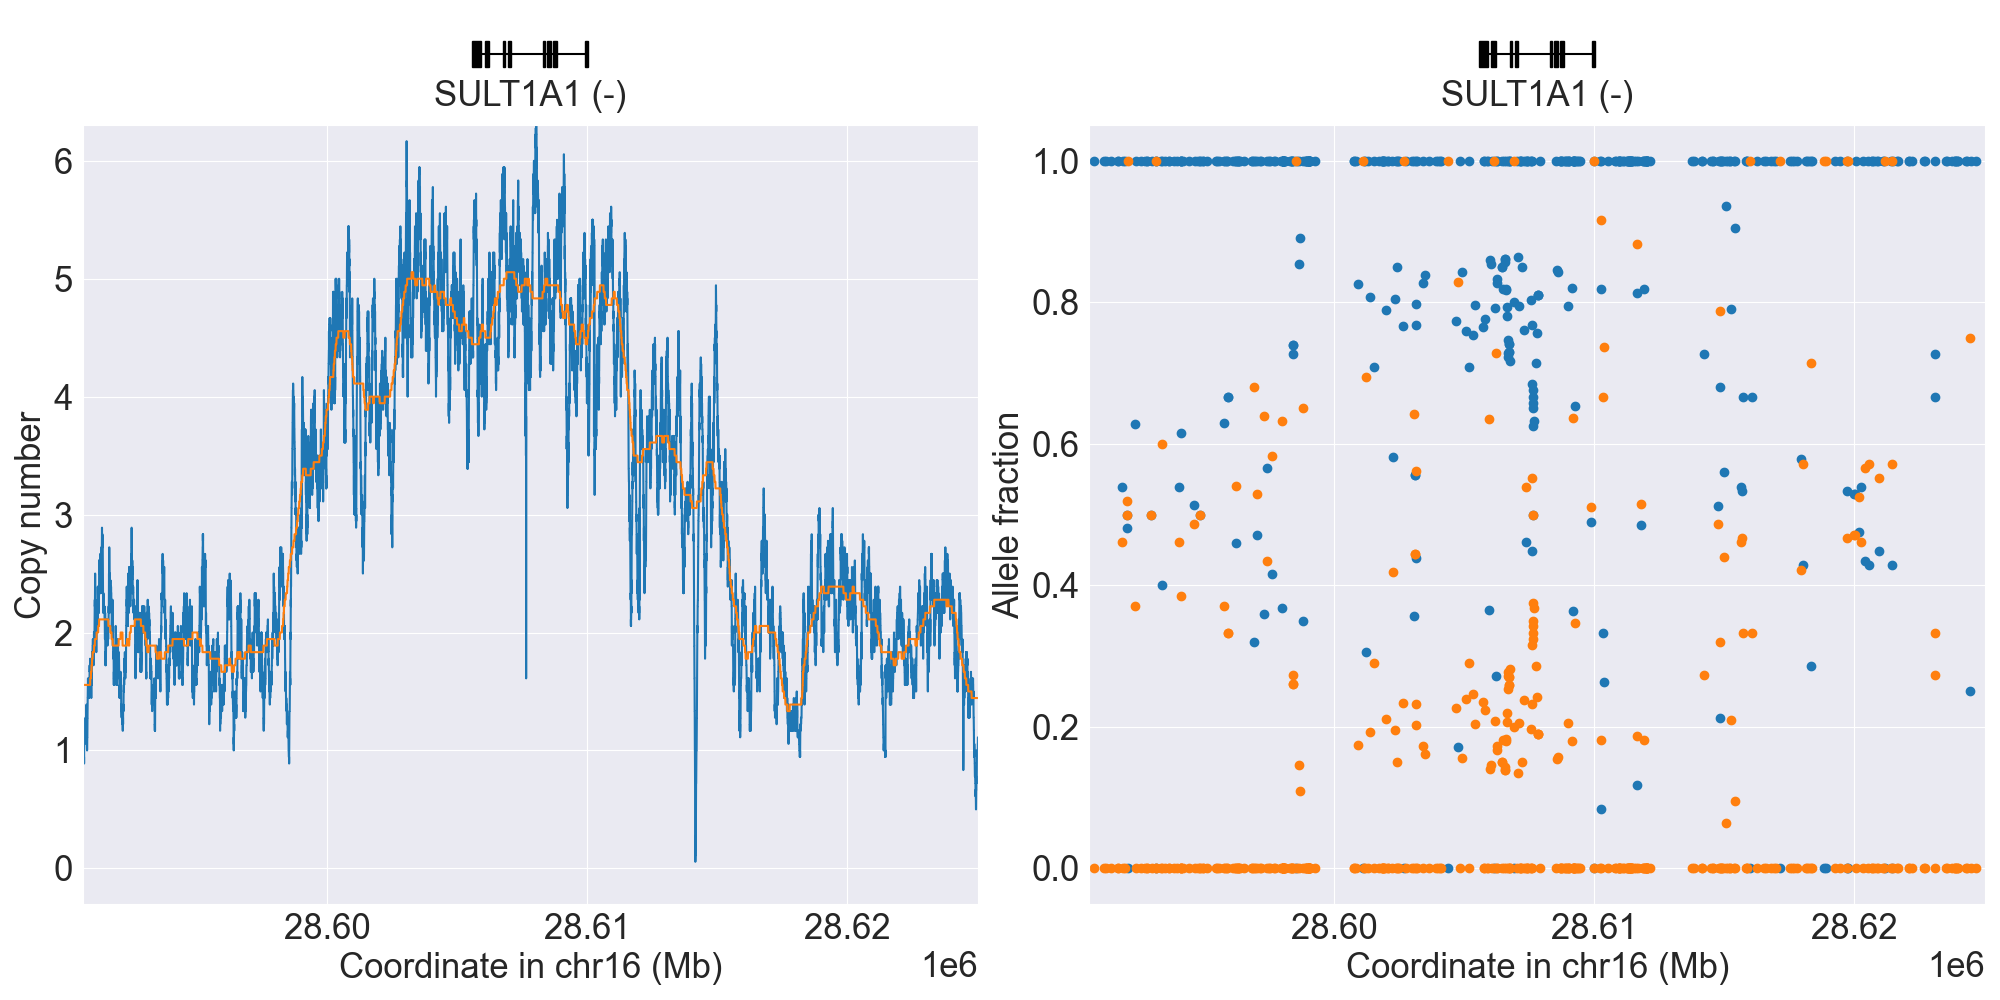 SULT1A1 (-)
SULT1A1 (-)
Copy number
6
5
4
3
2
1
0
28.60
28.61
28.62
Coordinate in chr16 (Mb)
1e6
Allele fraction
1.0
0.8
0.6
0.4
0.2
0.0
28.60
28.61
28.62
Coordinate in chr16 (Mb)
1e6